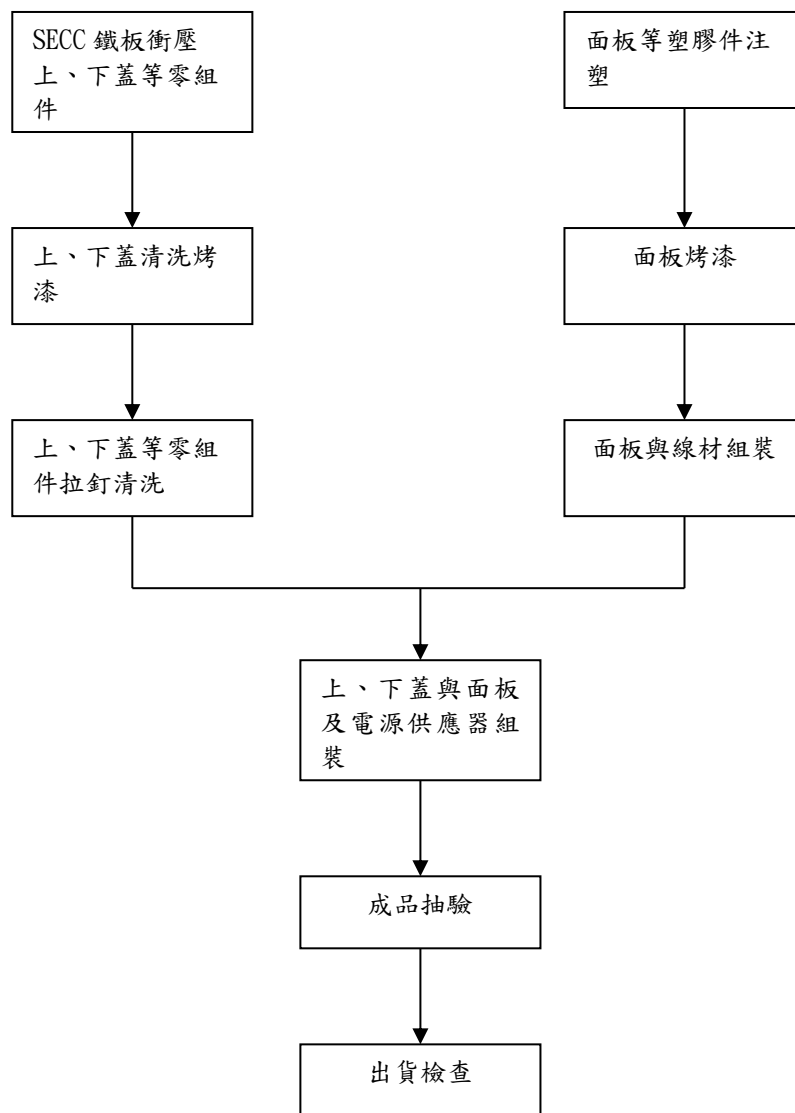 SECC 鐵板衝壓
上、下蓋等零組
件
面板等塑膠件注
塑
上、下蓋清洗烤
漆
面板烤漆
上、下蓋等零組
件拉釘清洗
面板與線材組裝
上、下蓋與面板
及電源供應器組
裝
成品抽驗
出貨檢查